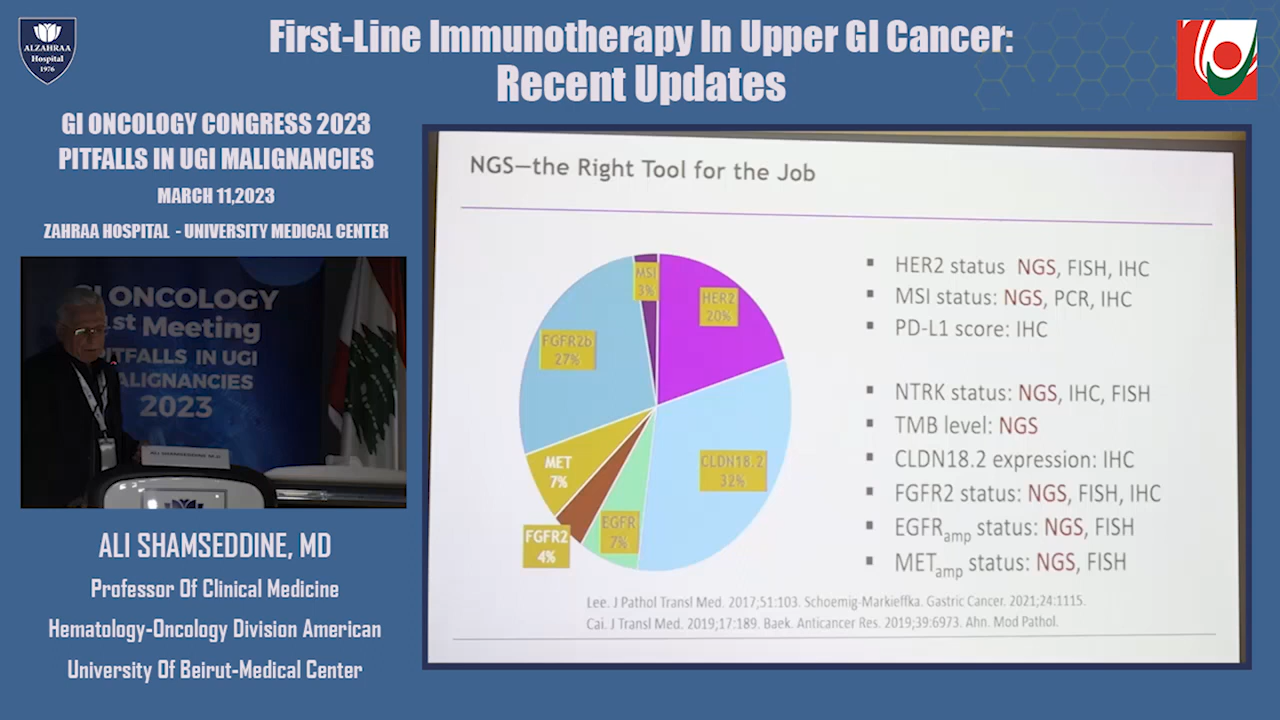 ALZAHRAA
Hospital
1976
First-Line Immunotherapy In Upper GI Cancer:
Recent Updates
GI ONCOLOGY CONGRESS 2023
PITFALLS IN UGI MALIGNANCIES
MARCH 11,2023
ZAHRAA HOSPITAL - UNIVERSITY MEDICAL CENTER
GI ONCOLOGY
1st Meeting
PITFALLS IN UGI
MALIGNANCIES
2023
ALI SHAMSEDDINE M.D
ALI SHAMSEDDINE, MD
Professor Of Clinical Medicine
Hematology-Oncology Division American
University Of Beirut-Medical Center
NGS—the Right Tool for the Job
MSI
3%
HER2
20%
FGFR2b
27%
CLDN18.2
32%
MET
7%
FGFR2
4%
EGFR
7%
▪ HER2 status NGS, FISH, IHC
▪ MSI status: NGS, PCR, IHC
▪ PD-L1 score: IHC
▪ NTRK status: NGS, IHC, FISH
▪ TMB level: NGS
▪ CLDN18.2 expression: IHC
▪ FGFR2 status: NGS, FISH, IHC
▪ EGFRamp status: NGS, FISH
▪ METamp status: NGS, FISH
Lee. J Pathol Transl Med. 2017;51:103. Schoemig-Markieffka. Gastric Cancer. 2021;24:1115.
Cai. J Transl Med. 2019;17:189. Baek. Anticancer Res. 2019;39:6973. Ahn. Mod Pathol.